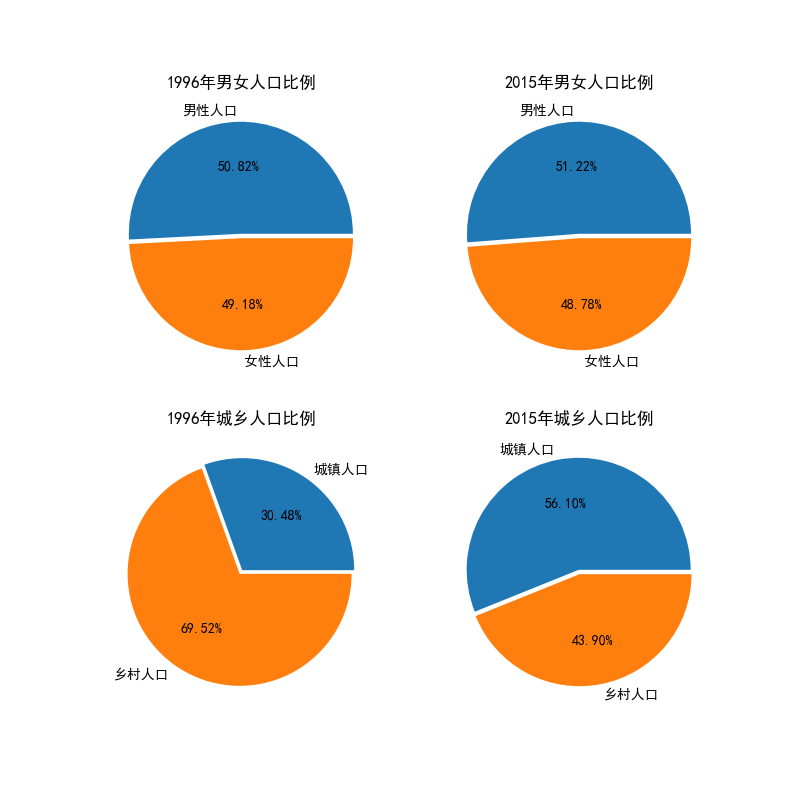 1996年男女人口比例
男性人口
50.82%
49.18%
女性人口
2015年男女人口比例
男性人口
51.22%
48.78%
女性人口
1996年城乡人口比例
城镇人口
30.48%
69.52%
乡村人口
2015年城乡人口比例
城镇人口
56.10%
43.90%
乡村人口